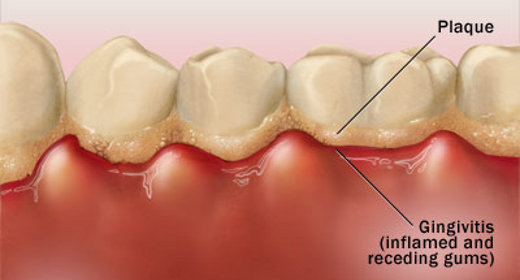 Plaque
Gingivitis
(inflamed and
receding gums)